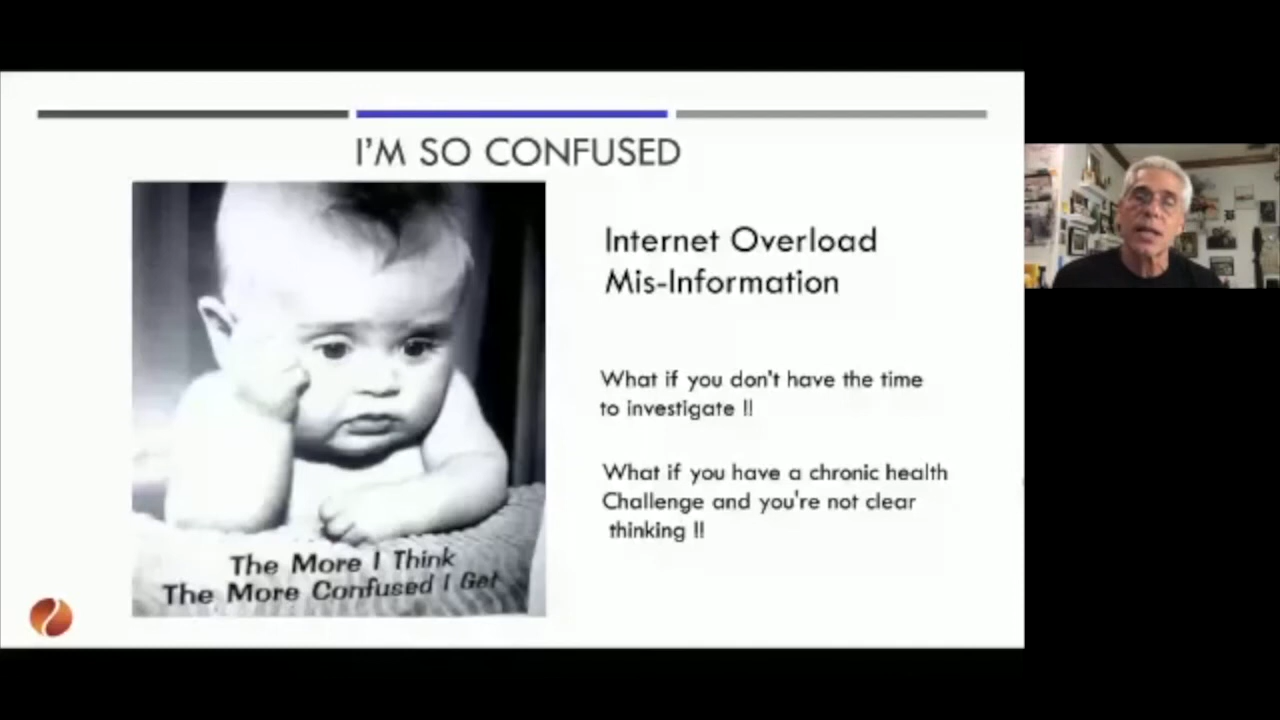 I'M SO CONFUSED
Internet Overload
Mis-Information
What if you don't have the time
to investigate !!
What if you have a chronic health
Challenge and you're not clear
thinking !!
The More I Think
The More Confused I Get